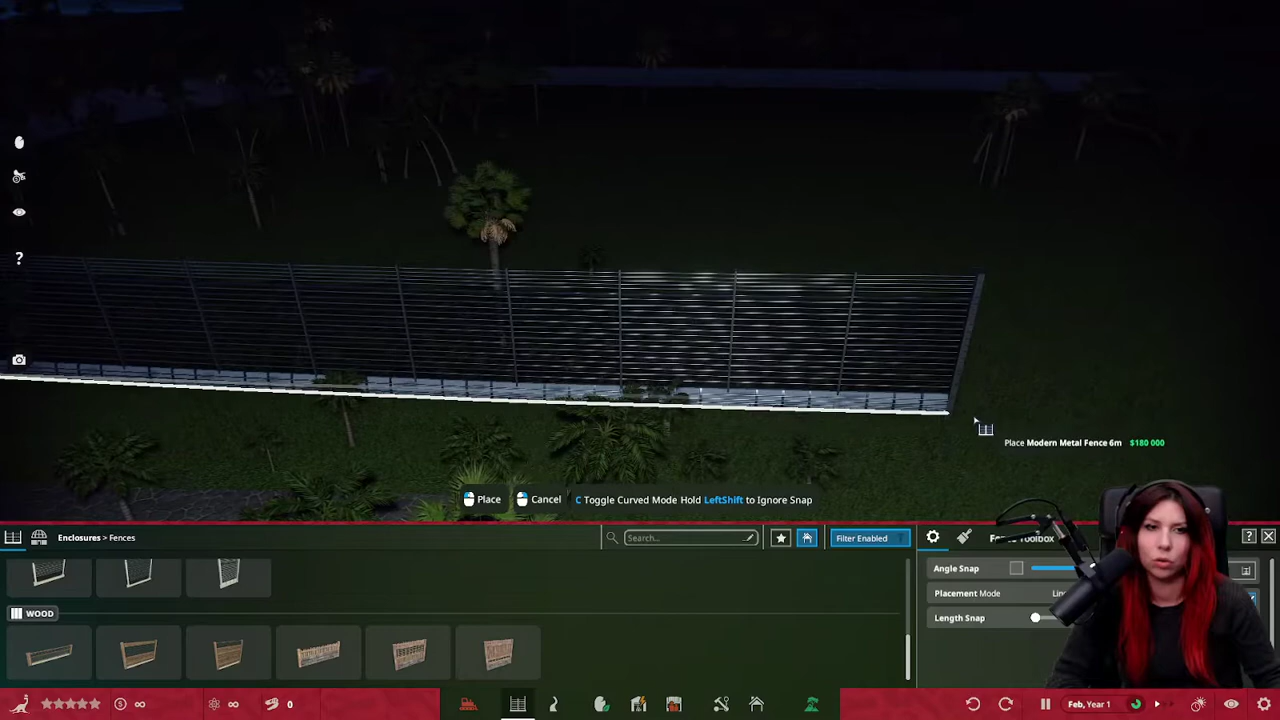 ?
Place Modern Metal Fence 6m $180 000
Place Cancel C Toggle Curved Mode Hold LeftShift to Ignore Snap
Enclosures > Fences
Search...
Filter Enabled
?
Angle Snap
Placement Mode
Length Snap
WOOD
∞
∞
0
Feb, Year 1